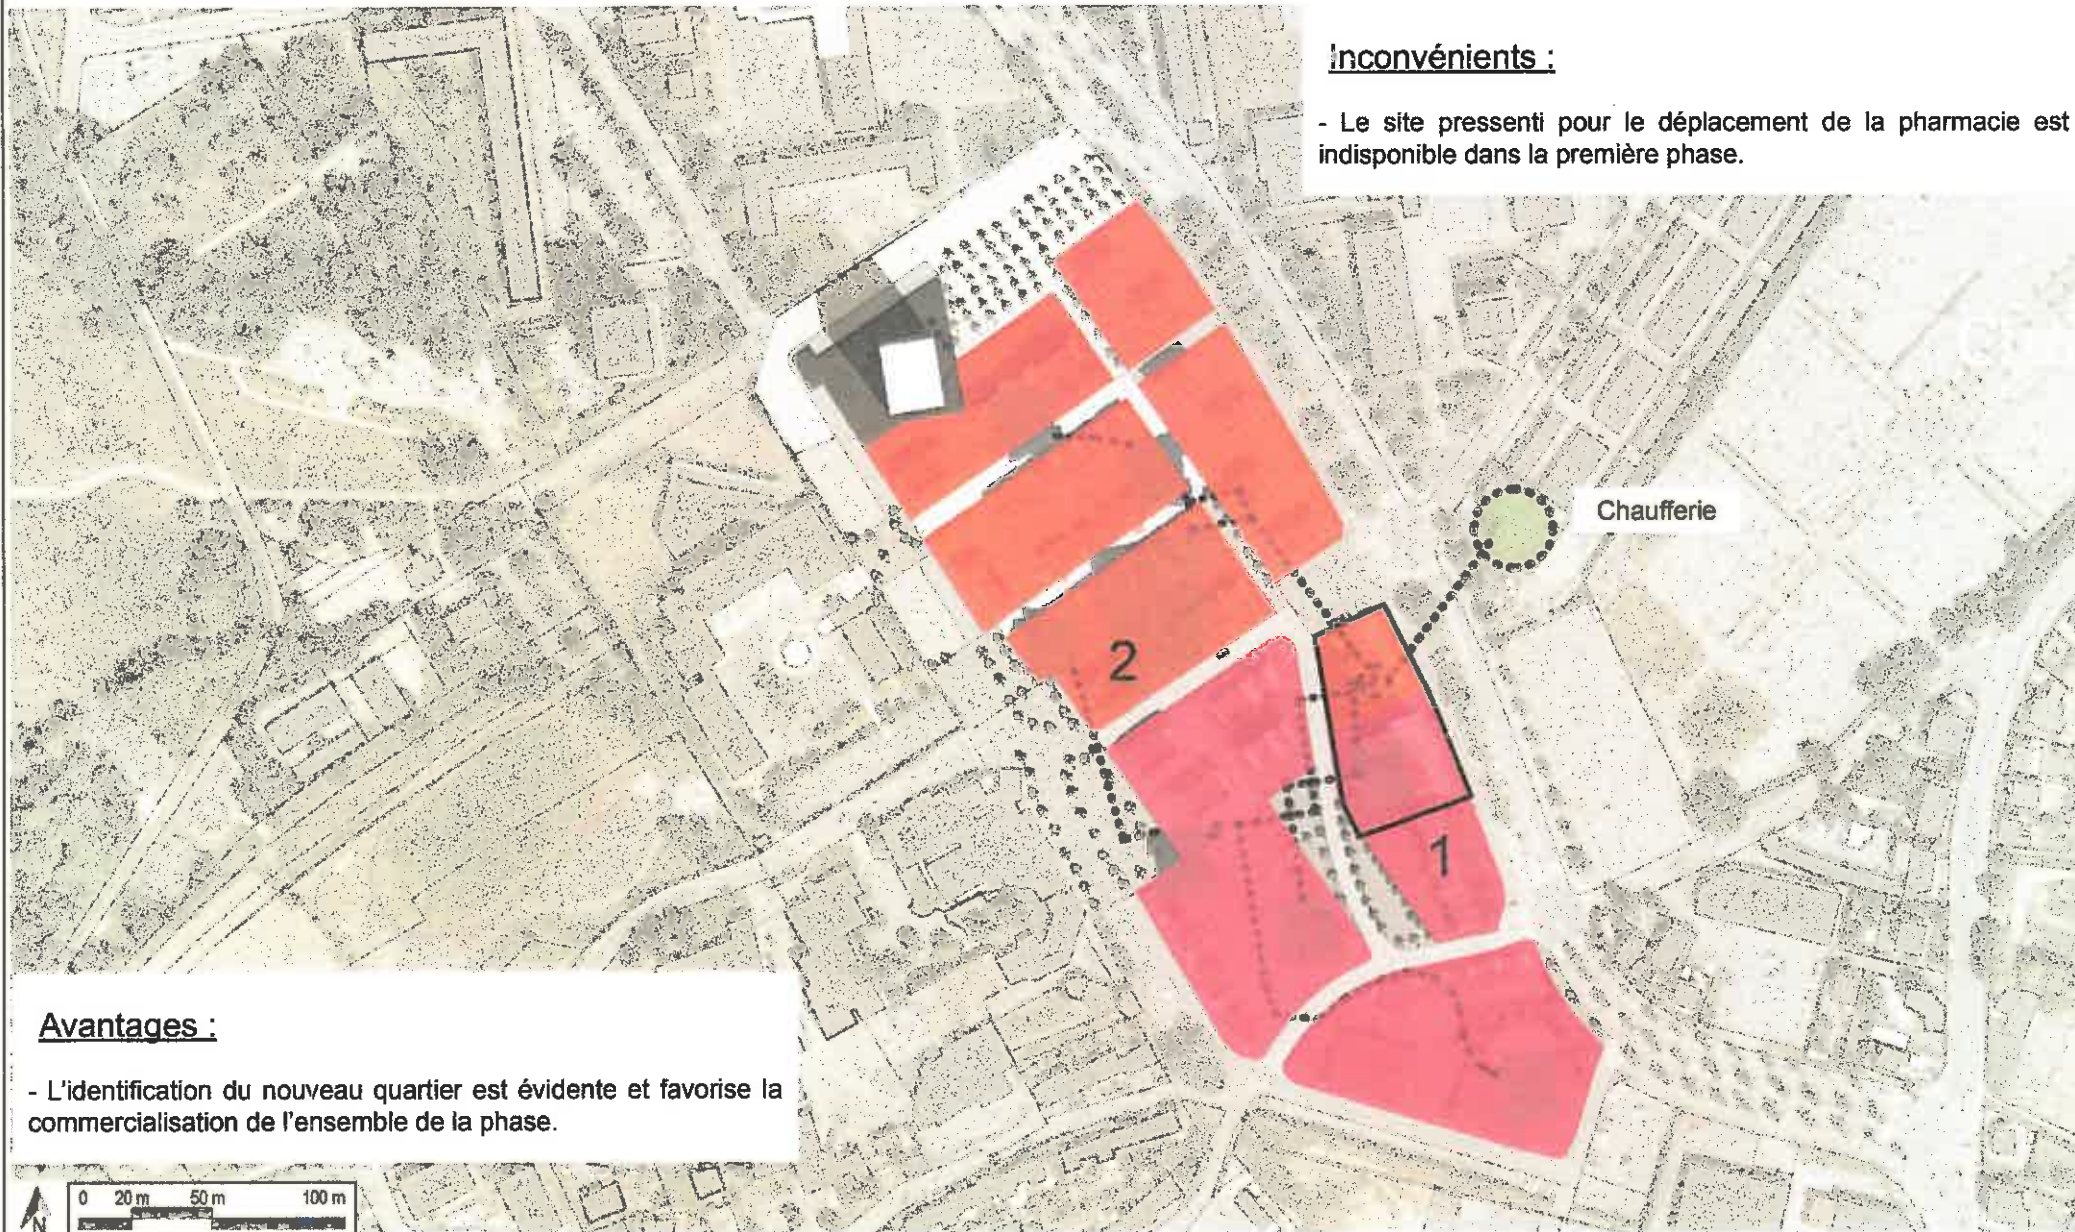 Inconvénients :
- Le site pressenti pour le déplacement de la pharmacie est
indisponible dans la première phase.
Chaufferie
2
1
Avantages :
- L'identification du nouveau quartier est évidente et favorise la
commercialisation de l'ensemble de la phase.
N
0 20 m 50 m 100 m